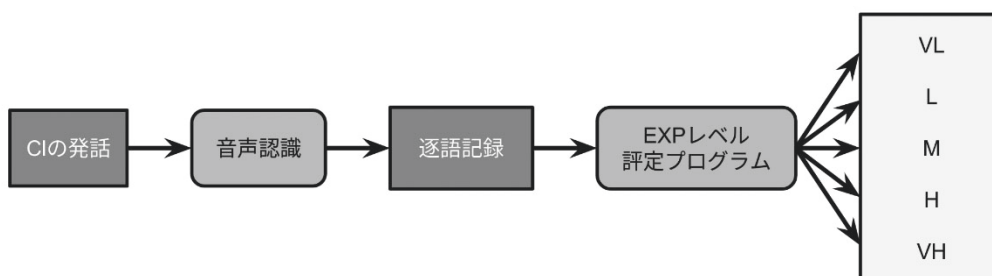 CIの発話
音声認識
逐語記録
EXPレベル
評定プログラム
VL
L
M
H
VH